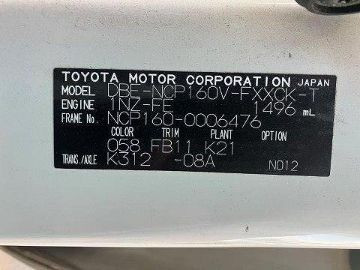 TOYOTA MOTOR CORPORATION JAPAN
MODEL DBE-NCP160V-FXXCK-T
ENGINE 1NZ-FE 1496 mL
FRAME No. NCP160-0006476
COLOR TRIM PLANT OPTION
058 FB11 K21
TRANS/AXLE K312 -08A N012